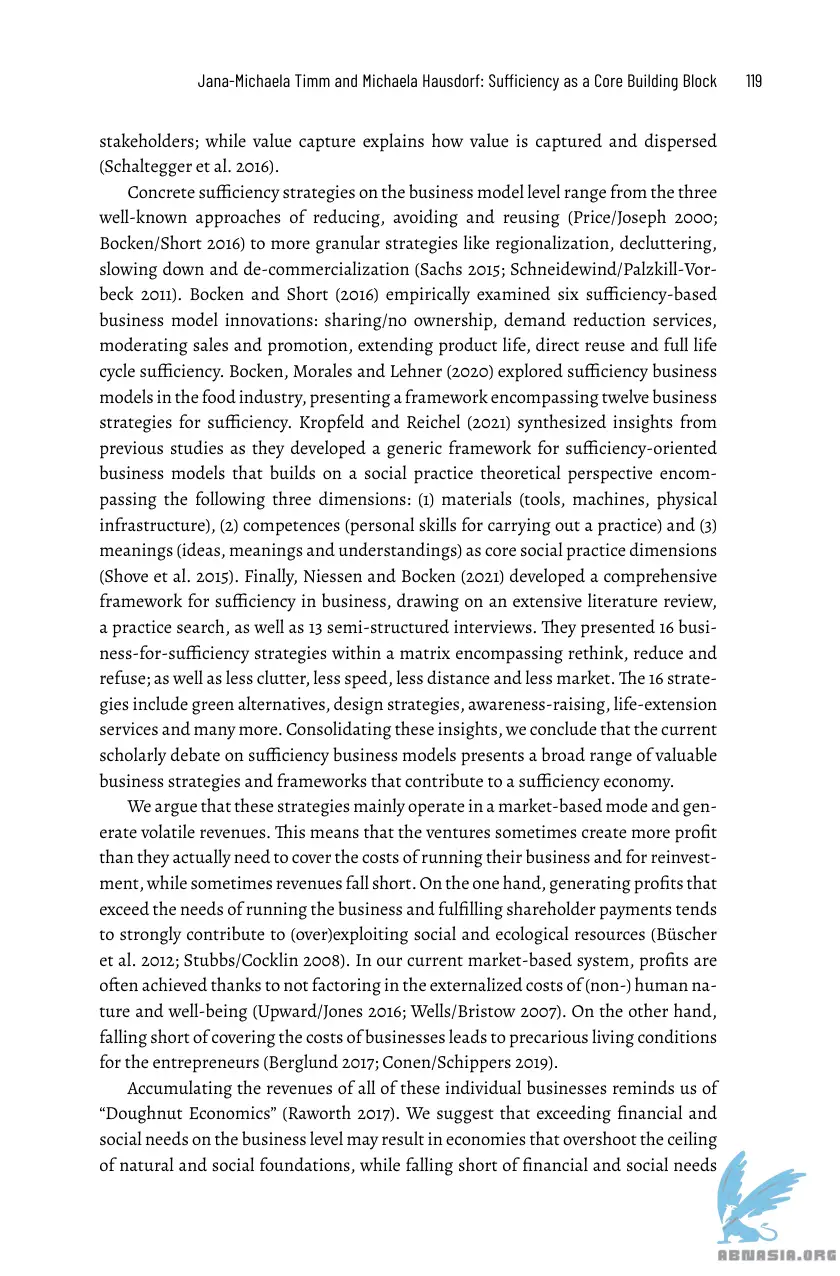 Jana-Michaela Timm and Michaela Hausdorf: Sufficiency as a Core Building Block 119
stakeholders; while value capture explains how value is captured and dispersed
(Schaltegger et al. 2016).
Concrete sufficiency strategies on the business model level range from the three
well-known approaches of reducing, avoiding and reusing (Price/Joseph 2000;
Bocken/Short 2016) to more granular strategies like regionalization, decluttering,
slowing down and de-commercialization (Sachs 2015; Schneidewind/Palzkill-Vor-
beck 2011). Bocken and Short (2016) empirically examined six sufficiency-based
business model innovations: sharing/no ownership, demand reduction services,
moderating sales and promotion, extending product life, direct reuse and full life
cycle sufficiency. Bocken, Morales and Lehner (2020) explored sufficiency business
models in the food industry, presenting a framework encompassing twelve business
strategies for sufficiency. Kropfeld and Reichel (2021) synthesized insights from
previous studies as they developed a generic framework for sufficiency-oriented
business models that builds on a social practice theoretical perspective encom-
passing the following three dimensions: (1) materials (tools, machines, physical
infrastructure), (2) competences (personal skills for carrying out a practice) and (3)
meanings (ideas, meanings and understandings) as core social practice dimensions
(Shove et al. 2015). Finally, Niessen and Bocken (2021) developed a comprehensive
framework for sufficiency in business, drawing on an extensive literature review,
a practice search, as well as 13 semi-structured interviews. They presented 16 busi-
ness-for-sufficiency strategies within a matrix encompassing rethink, reduce and
refuse; as well as less clutter, less speed, less distance and less market. The 16 strate-
gies include green alternatives, design strategies, awareness-raising, life-extension
services and many more. Consolidating these insights, we conclude that the current
scholarly debate on sufficiency business models presents a broad range of valuable
business strategies and frameworks that contribute to a sufficiency economy.
We argue that these strategies mainly operate in a market-based mode and gen-
erate volatile revenues. This means that the ventures sometimes create more profit
than they actually need to cover the costs of running their business and for reinvest-
ment, while sometimes revenues fall short. On the one hand, generating profits that
exceed the needs of running the business and fulfilling shareholder payments tends
to strongly contribute to (over)exploiting social and ecological resources (Büscher
et al. 2012; Stubbs/Cocklin 2008). In our current market-based system, profits are
often achieved thanks to not factoring in the externalized costs of (non-) human na-
ture and well-being (Upward/Jones 2016; Wells/Bristow 2007). On the other hand,
falling short of covering the costs of businesses leads to precarious living conditions
for the entrepreneurs (Berglund 2017; Conen/Schippers 2019).
Accumulating the revenues of all of these individual businesses reminds us of
“Doughnut Economics” (Raworth 2017). We suggest that exceeding financial and
social needs on the business level may result in economies that overshoot the ceiling
of natural and social foundations, while falling short of financial and social needs
ABNASIA.ORG